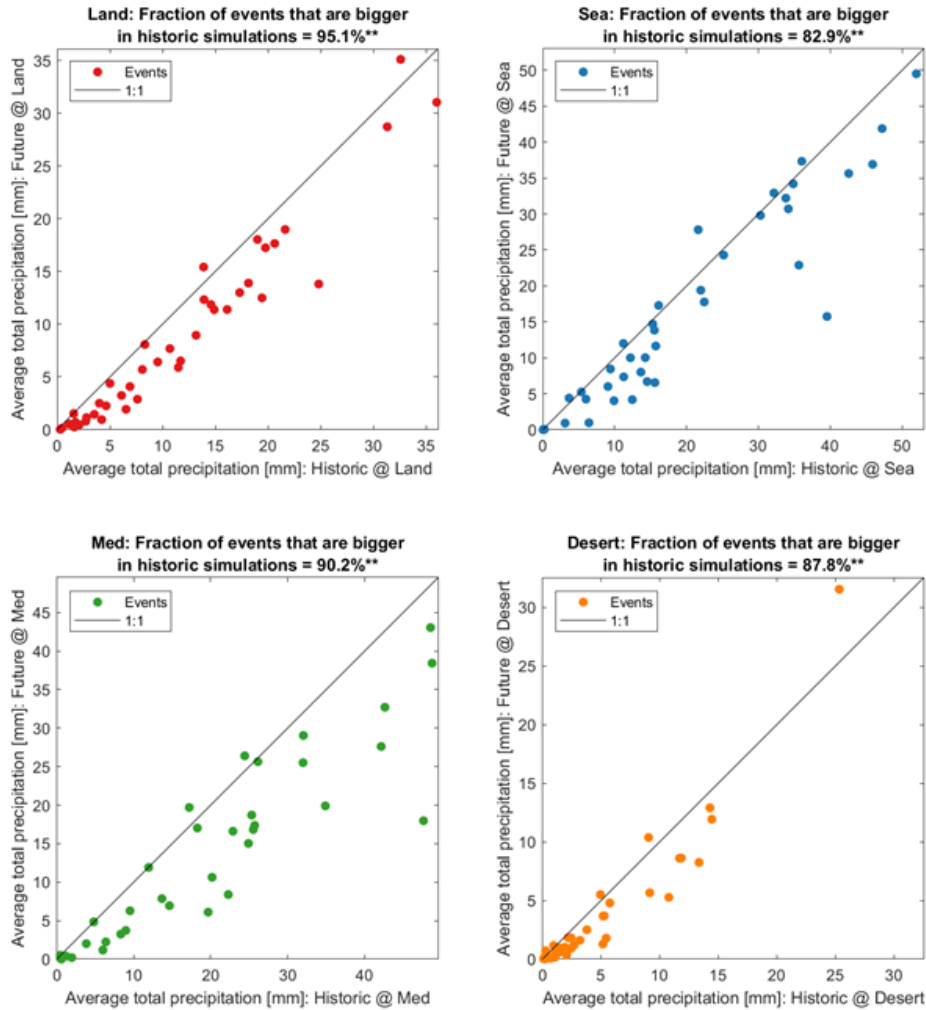 Land: Fraction of events that are bigger
in historic simulations = 95.1%**
Average total precipitation [mm]: Future @ Land
35
30
25
20
15
10
5
0
Events
1:1
0 5 10 15 20 25 30 35
Average total precipitation [mm]: Historic @ Land
Sea: Fraction of events that are bigger
in historic simulations = 82.9%**
Average total precipitation [mm]: Future @ Sea
50
45
40
35
30
25
20
15
10
5
0
Events
1:1
0 10 20 30 40 50
Average total precipitation [mm]: Historic @ Sea
Med: Fraction of events that are bigger
in historic simulations = 90.2%**
Average total precipitation [mm]: Future @ Med
45
40
35
30
25
20
15
10
5
0
Events
1:1
0 10 20 30 40
Average total precipitation [mm]: Historic @ Med
Desert: Fraction of events that are bigger
in historic simulations = 87.8%**
Average total precipitation [mm]: Future @ Desert
30
25
20
15
10
5
0
Events
1:1
0 5 10 15 20 25 30
Average total precipitation [mm]: Historic @ Desert